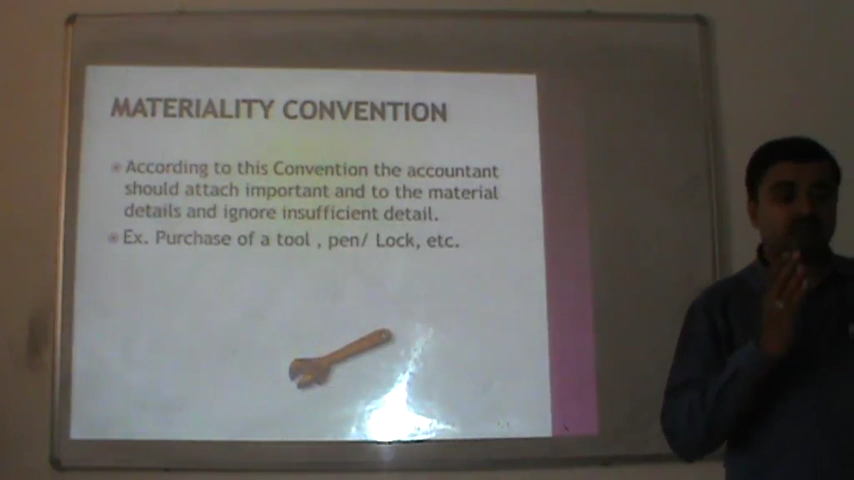 MATERIALITY CONVENTION
According to this Convention the accountant
should attach important and to the material
details and ignore insufficient detail.
Ex. Purchase of a tool , pen/ Lock, etc.